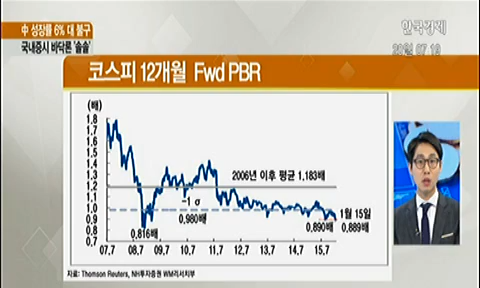 中 성장률 6% 대 불구
국내증시 바닥론 '솔솔'
한국경제
코스피 12개월 Fwd PBR
(배)
1.8
1.7
1.6
1.5
1.4
1.3
1.2
1.1
1.0
0.9
0.8
0.7
2006년 이후 평균 1.183배
-1 σ
0.980배
0.816배
1월 15일
0.890배
0.889배
07.7 08.7 09.7 10.7 11.7 12.7 13.7 14.7 15.7
자료: Thomson Reuters, NH투자증권 WM리서치부